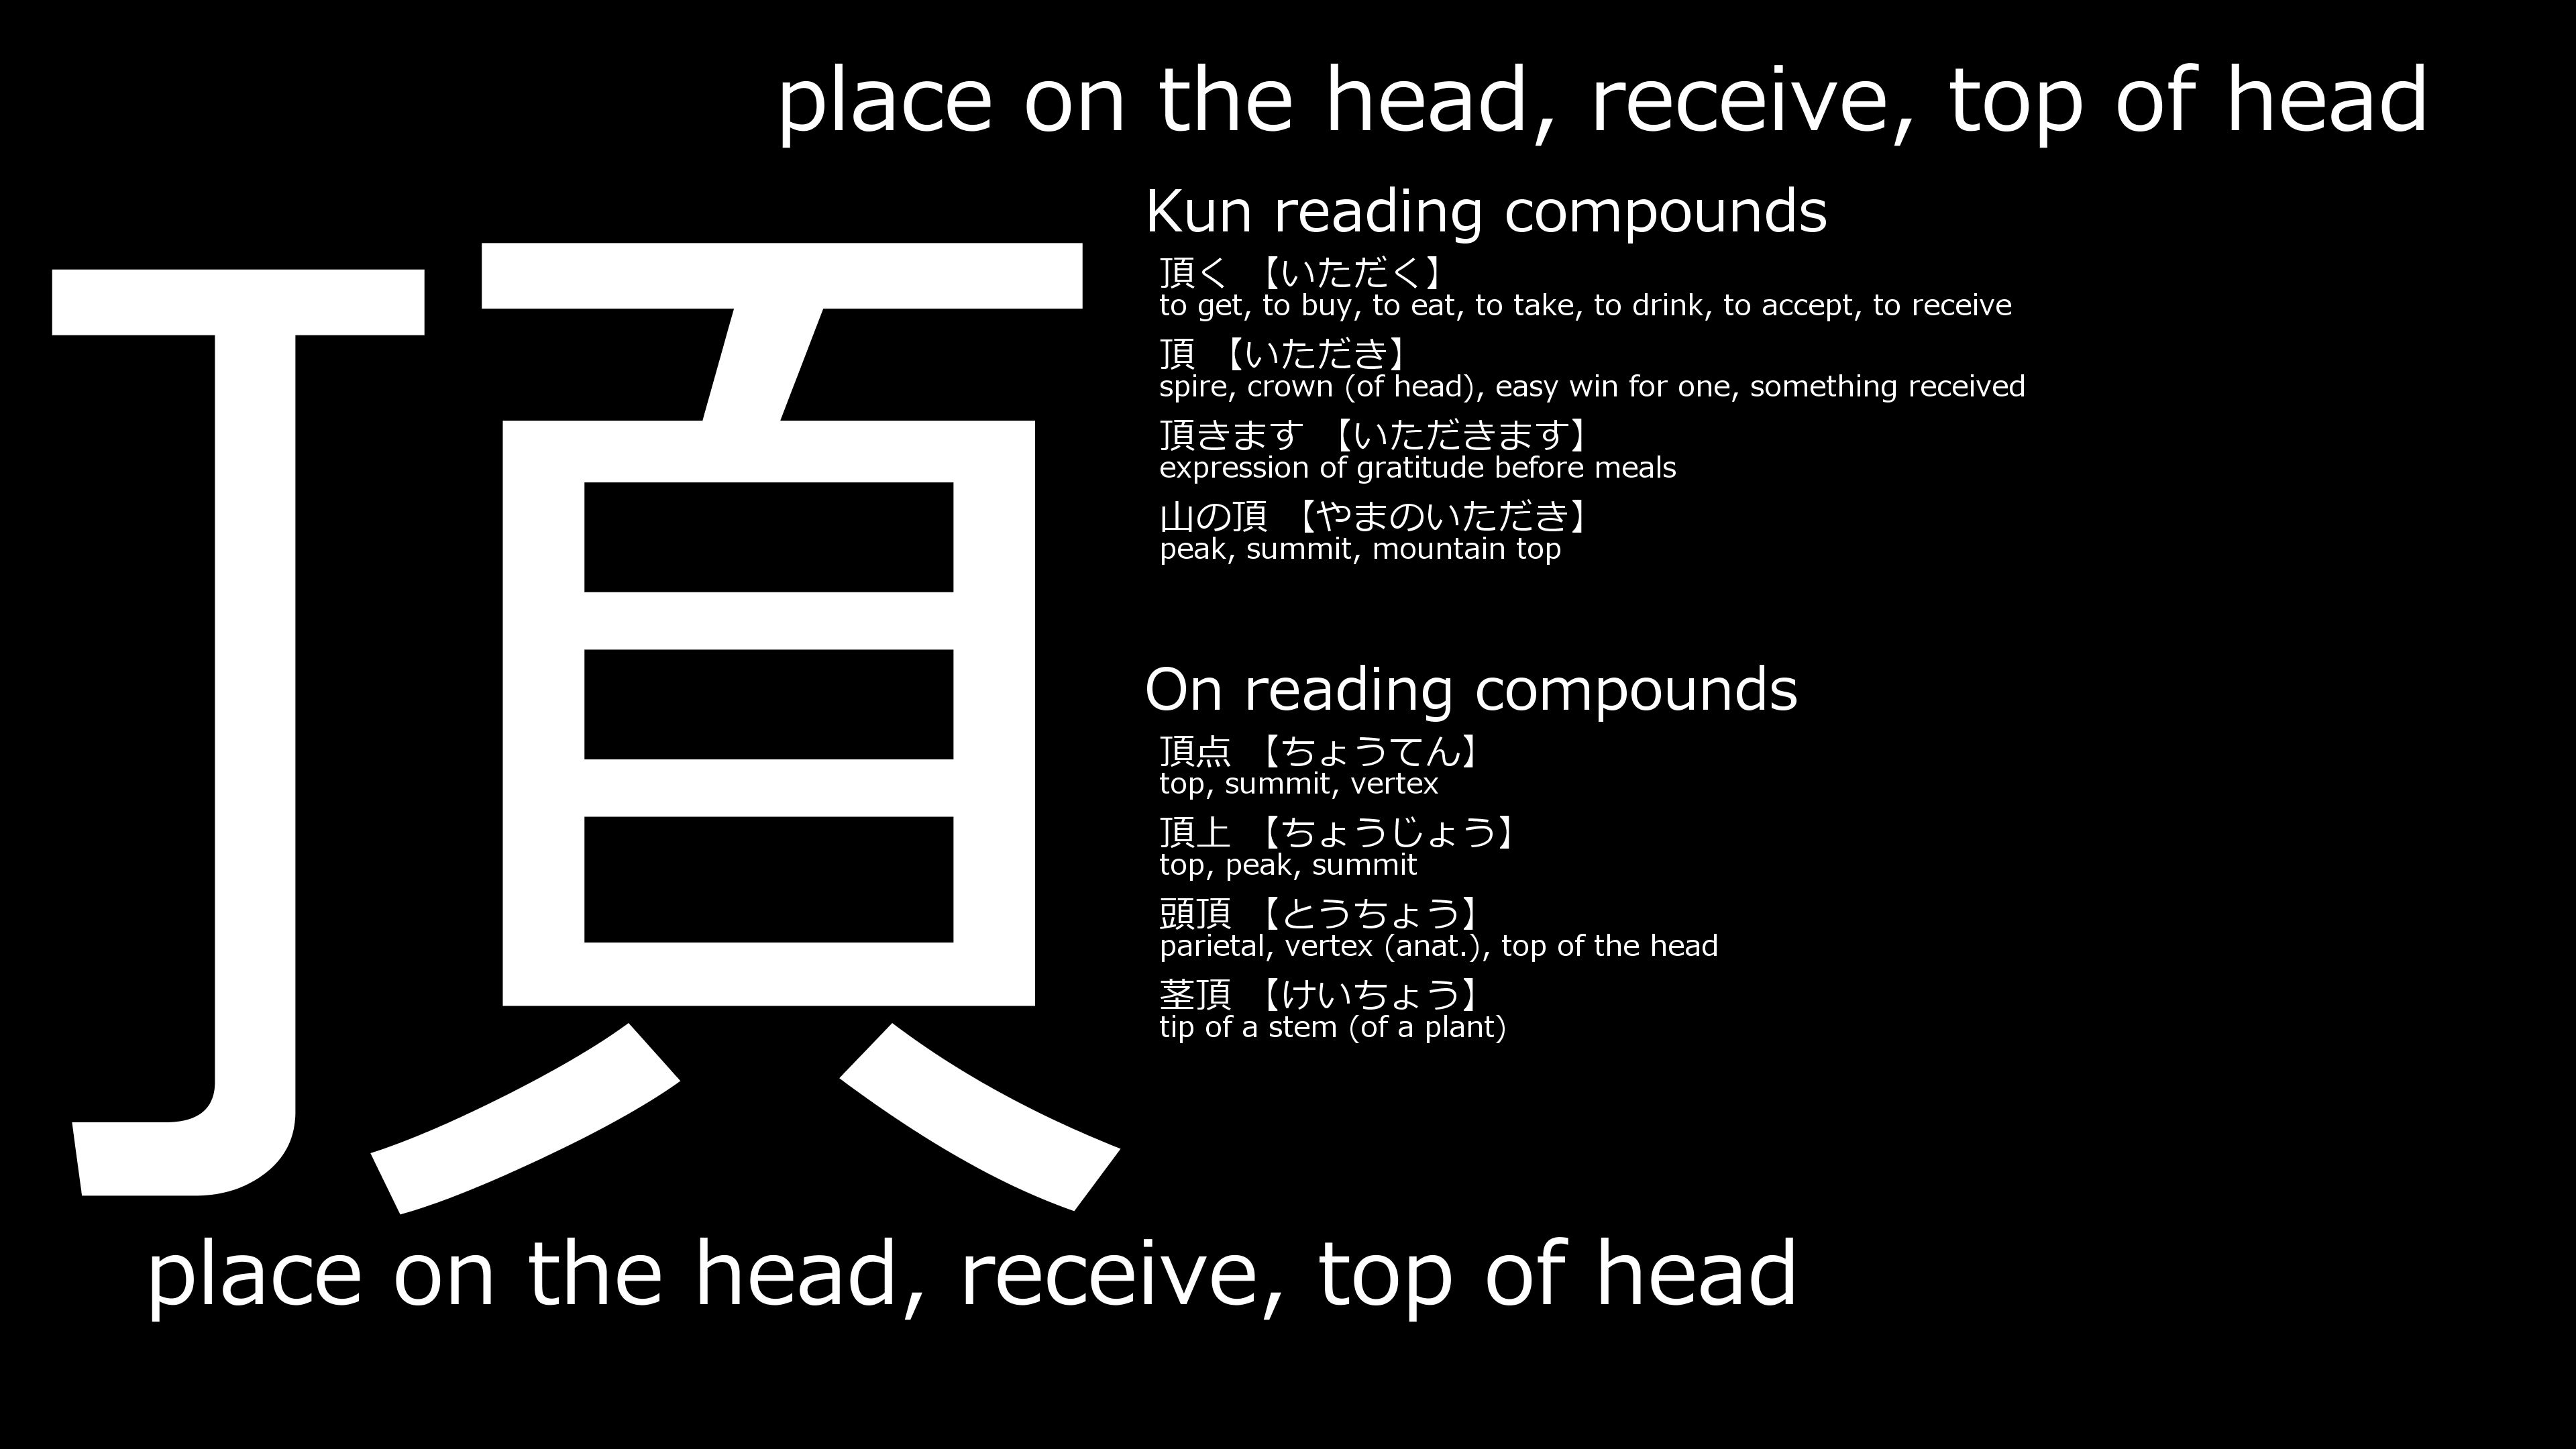 place on the head, receive, top of head
頂
Kun reading compounds
頂く 【いただく】
to get, to buy, to eat, to take, to drink, to accept, to receive
頂 【いただき】
spire, crown (of head), easy win for one, something received
頂きます 【いただきます】
expression of gratitude before meals
山の頂 【やまのいただき】
peak, summit, mountain top
On reading compounds
頂点 【ちょうてん】
top, summit, vertex
頂上 【ちょうじょう】
top, peak, summit
頭頂 【とうちょう】
parietal, vertex (anat.), top of the head
茎頂 【けいちょう】
tip of a stem (of a plant)
place on the head, receive, top of head